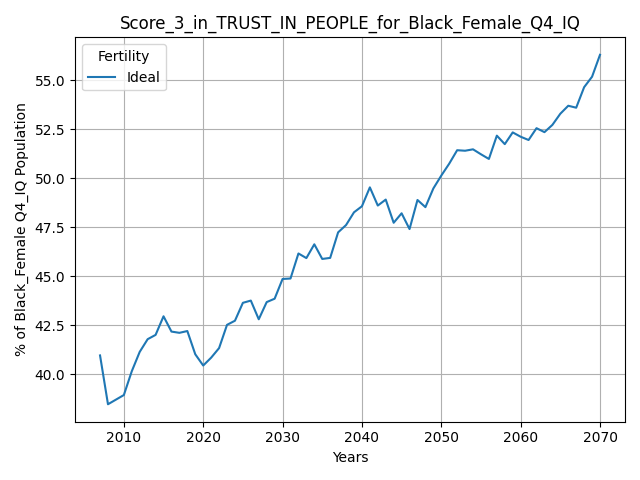 Score_3_in_TRUST_IN_PEOPLE_for_Black_Female_Q4_IQ
Fertility
Ideal
% of Black_Female Q4_IQ Population
55.0
52.5
50.0
47.5
45.0
42.5
40.0
2010 2020 2030 2040 2050 2060 2070
Years